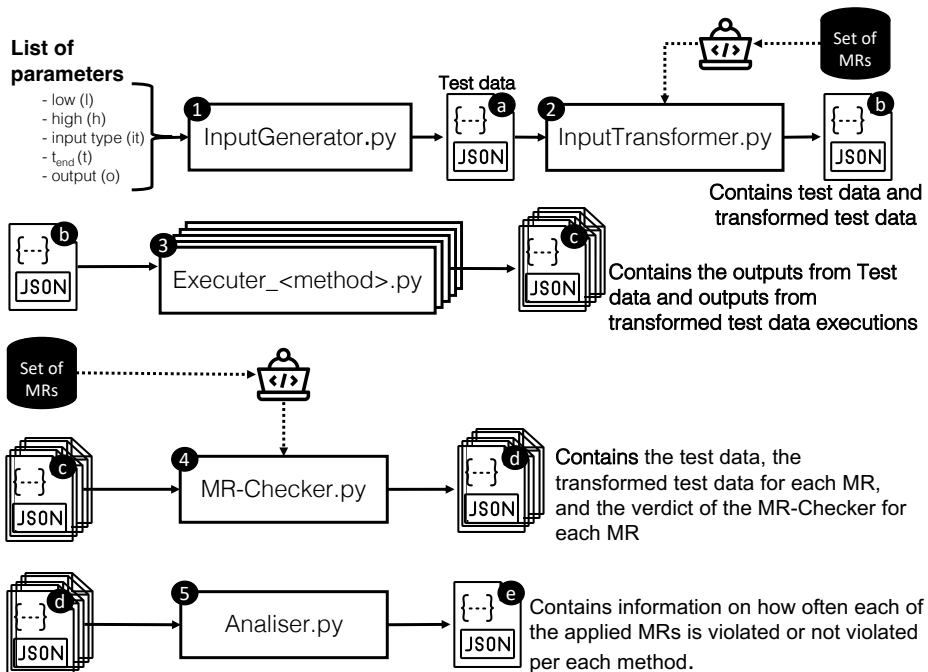 List of
parameters
- low (l)
- high (h)
- input type (it)
- tend (t)
- output (o)
1
InputGenerator.py
Test data
a
{---}
JSON
2
InputTransformer.py
</>
Set of
MRs
b
{---}
JSON
Contains test data and
transformed test data
b
{---}
JSON
3
Executer_<method>.py
c
{---}
JSON
Contains the outputs from Test
data and outputs from
transformed test data executions
Set of
MRs
</>
c
{---}
JSON
4
MR-Checker.py
d
{---}
JSON
Contains the test data, the
transformed test data for each MR,
and the verdict of the MR-Checker for
each MR
d
{---}
JSON
5
Analiser.py
e
{---}
JSON
Contains information on how often each of
the applied MRs is violated or not violated
per each method.